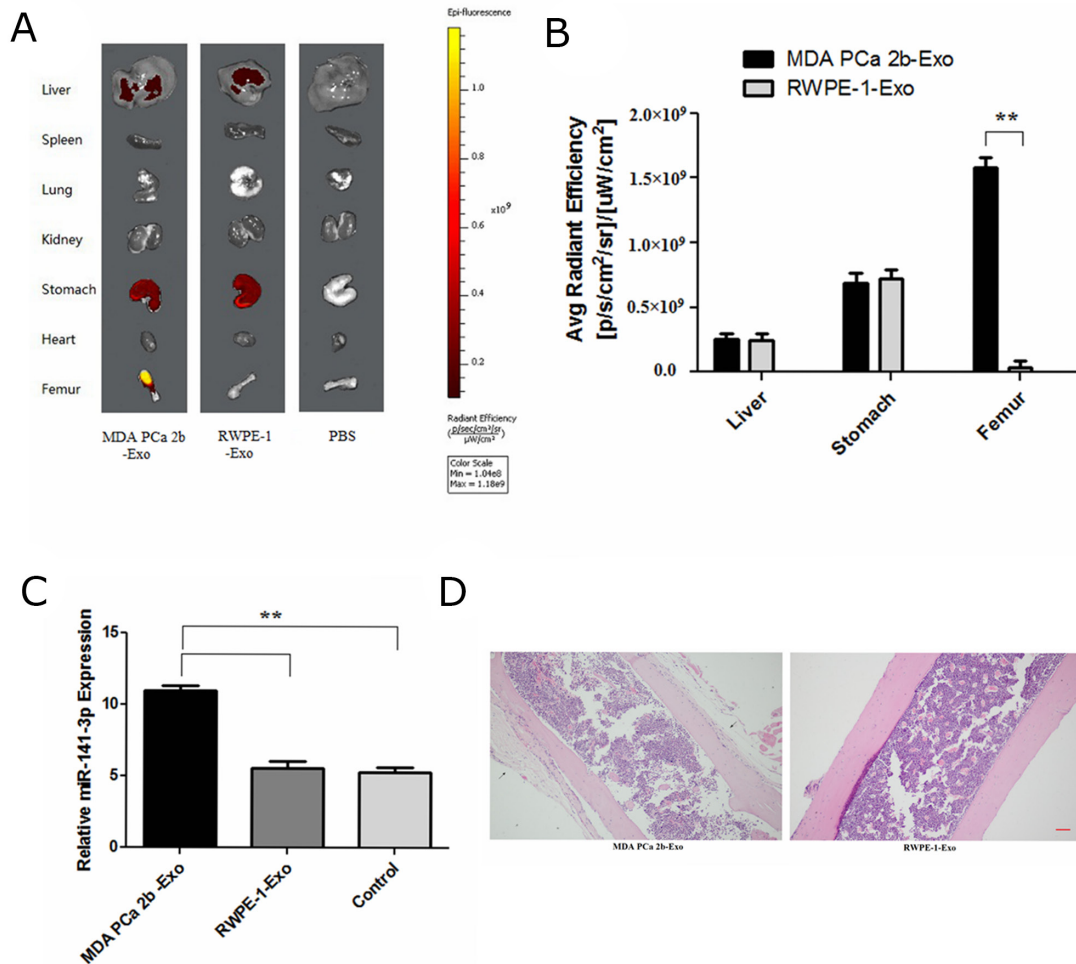 A
Epi-fluorescence
Liver
Spleen
Lung
Kidney
Stomach
Heart
Femur
MDA PCa 2b
-Exo
RWPE-1
-Exo
PBS
1.0
0.8
0.6
x10⁹
0.4
0.2
Radiant Efficiency
(p/sec/cm²/sr / µW/cm²)
Color Scale
Min = 1.04e8
Max = 1.18e9
B
MDA PCa 2b-Exo
RWPE-1-Exo
Avg Radiant Efficiency
[p/s/cm²/sr]/[uW/cm²]
2.0×10⁹
1.5×10⁹
1.0×10⁹
0.5×10⁹
0.0
**
Liver
Stomach
Femur
C
Relative miR-141-3p Expression
15
10
5
0
**
MDA PCa 2b -Exo
RWPE-1-Exo
Control
D
MDA PCa 2b-Exo
RWPE-1-Exo